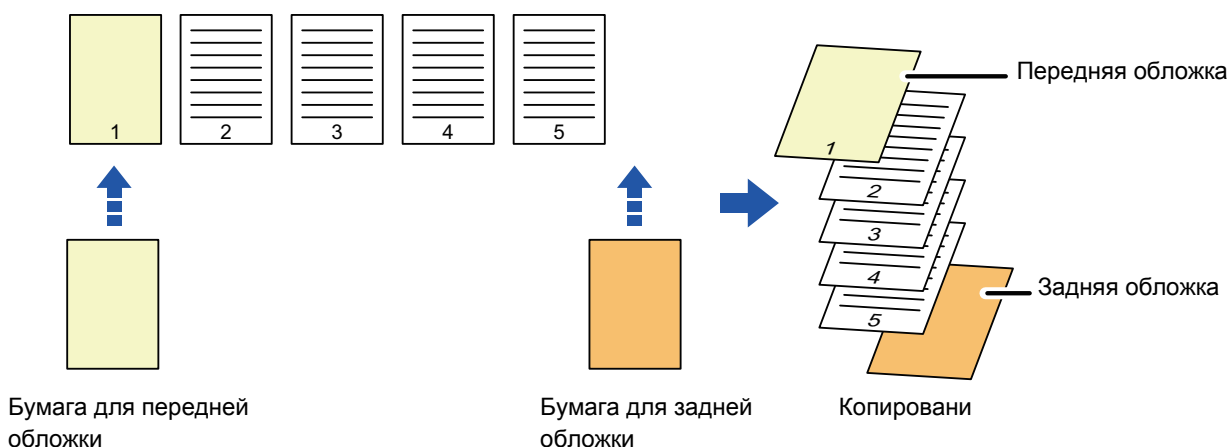 1
2
3
4
5
Передняя обложка
1
2
3
4
5
Задняя обложка
Бумага для передней
обложки
Бумага для задней
обложки
Копировани